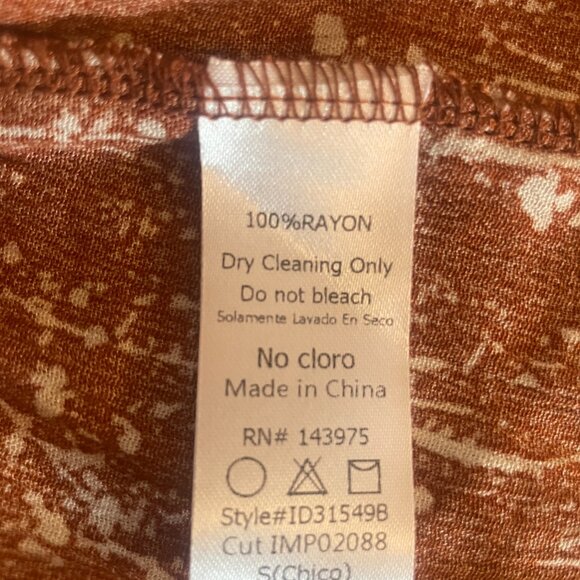 100%RAYON
Dry Cleaning Only
Do not bleach
Solamente Lavado En Seco
No cloro
Made in China
RN# 143975
Style#ID31549B
Cut IMP02088
S(Chico)